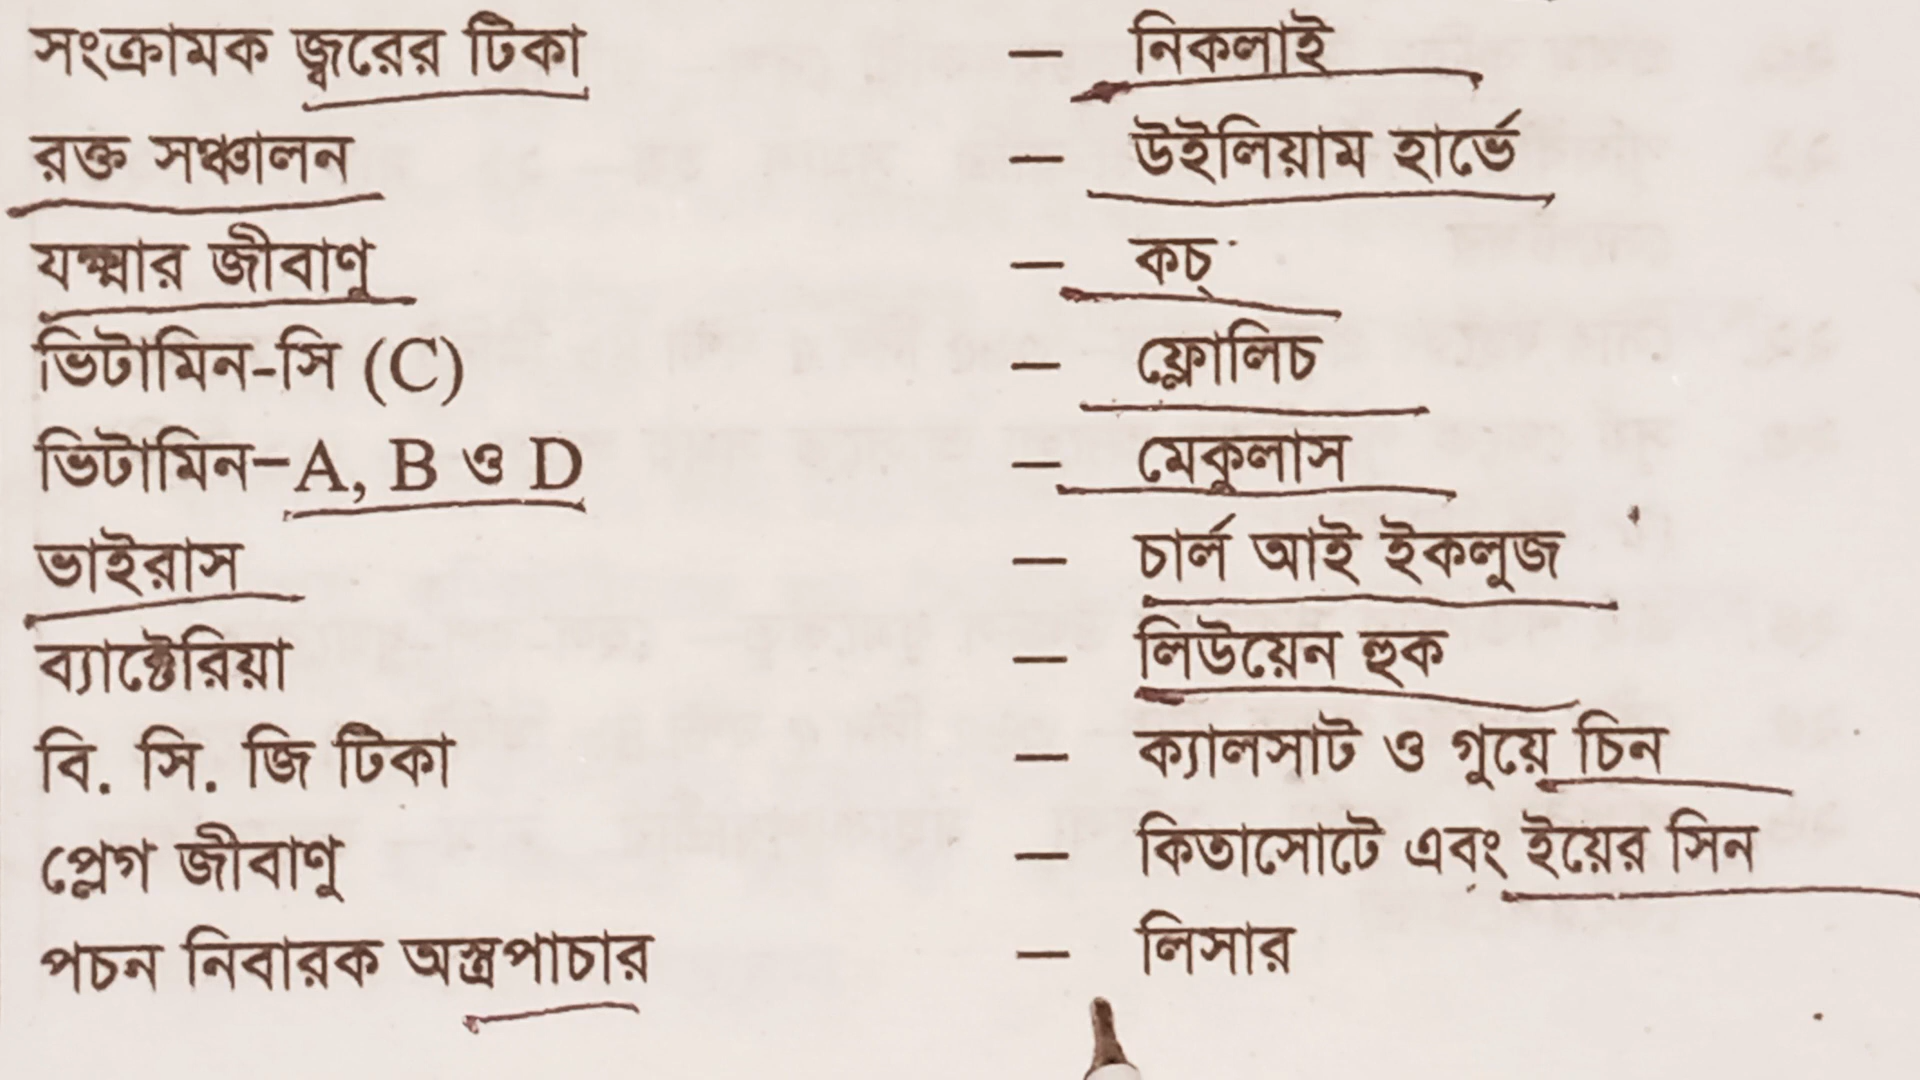 সংক্রামক জ্বরের টিকা — নিকলাই
রক্ত সঞ্চালন — উইলিয়াম হার্ভে
যক্ষ্মার জীবাণু — কচ্
ভিটামিন-সি (C) — ফ্লোলিচ
ভিটামিন–A, B ও D — মেকুলাস
ভাইরাস — চার্ল আই ইকলুজ
ব্যাক্টেরিয়া — লিউয়েন হুক
বি. সি. জি টিকা — ক্যালসাট ও গুয়ে চিন
প্লেগ জীবাণু — কিতাসোটে এবং ইয়ের সিন
পচন নিবারক অস্ত্রপাচার — লিসার